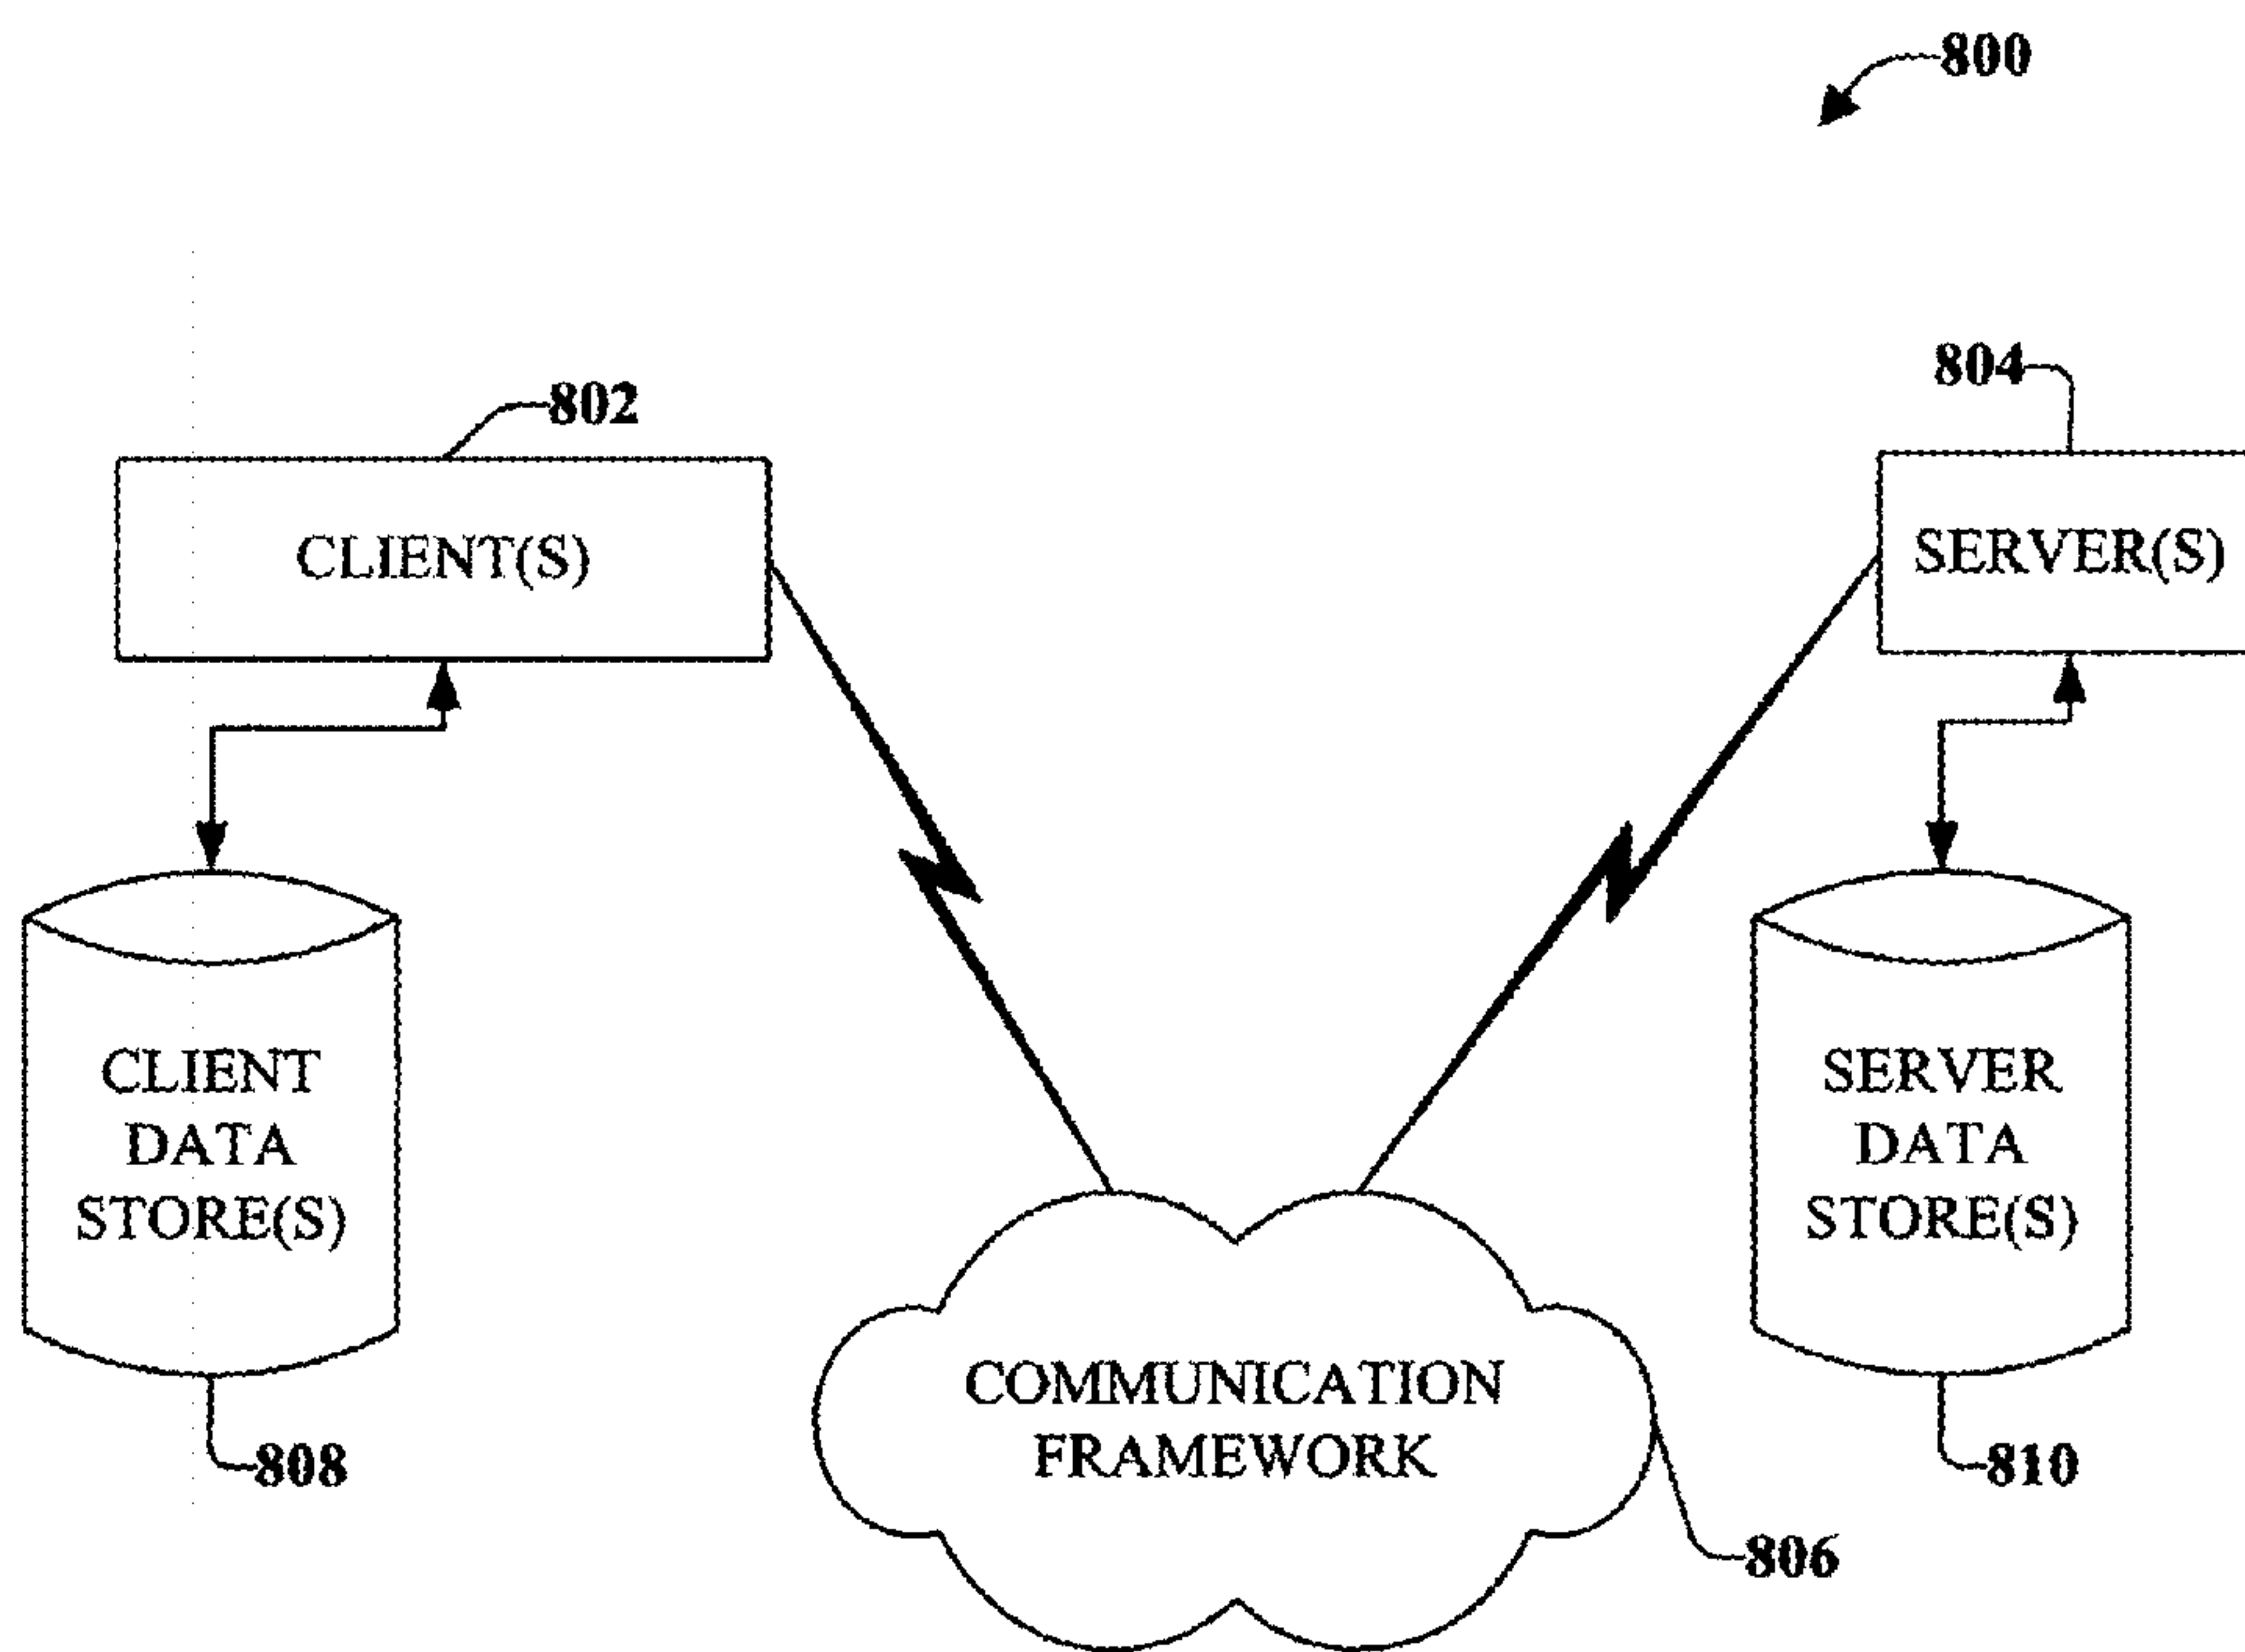 800
802
804
CLIENT(S)
SERVER(S)
CLIENT
DATA
STORE(S)
SERVER
DATA
STORE(S)
COMMUNICATION
FRAMEWORK
808
810
806